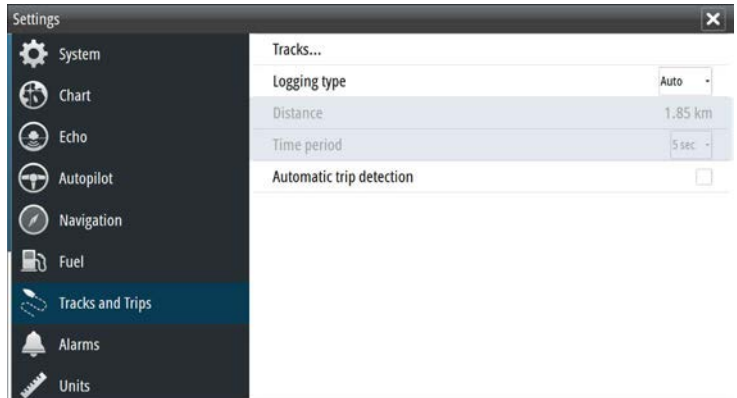 Settings
System
Chart
Echo
Autopilot
Navigation
Fuel
Tracks and Trips
Alarms
Units
Tracks...
Logging type Auto
Distance 1.85 km
Time period 5 sec
Automatic trip detection